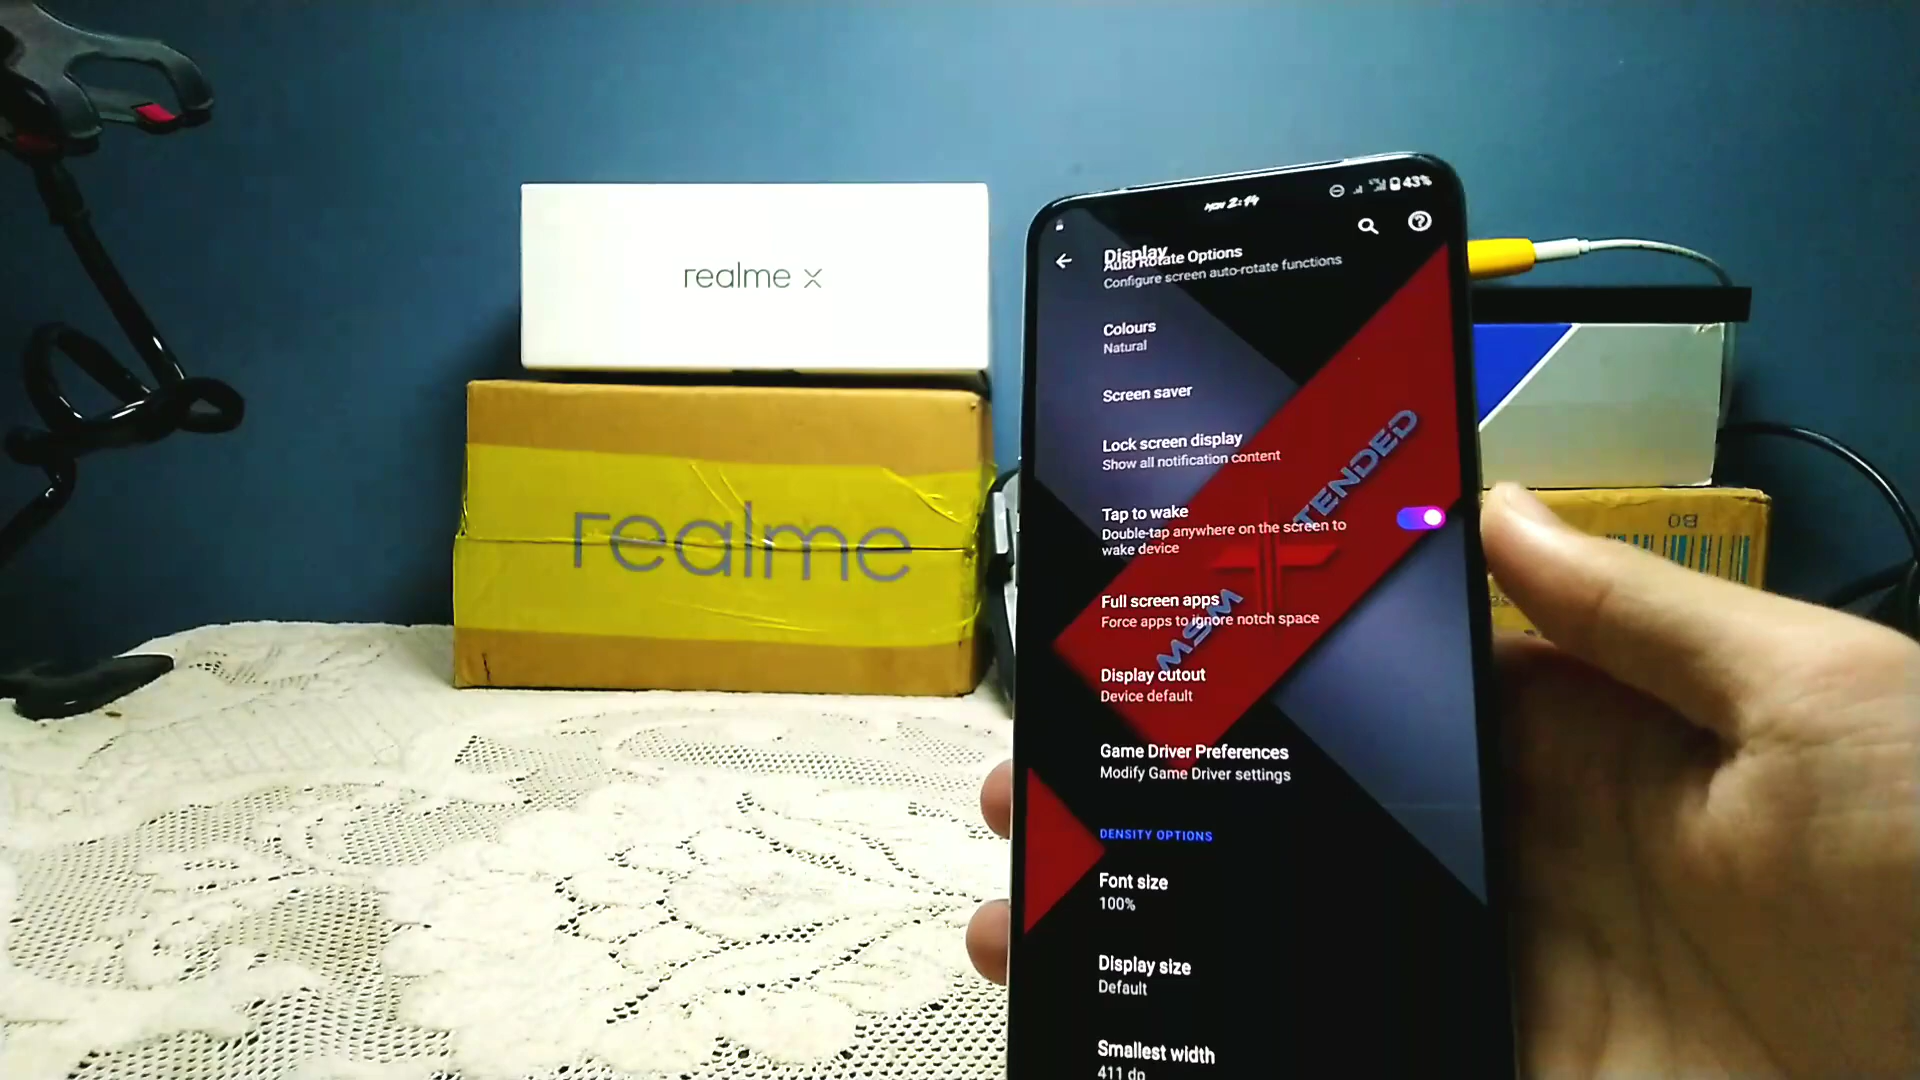 realme X
realme
2:14
43%
Display
Auto Rotate Options
Configure screen auto-rotate functions
Colours
Natural
Screen saver
Lock screen display
Show all notification content
Tap to wake
Double-tap anywhere on the screen to
wake device
Full screen apps
Force apps to ignore notch space
Display cutout
Device default
Game Driver Preferences
Modify Game Driver settings
DENSITY OPTIONS
Font size
100%
Display size
Default
Smallest width
411 dp
MSM
TENDED